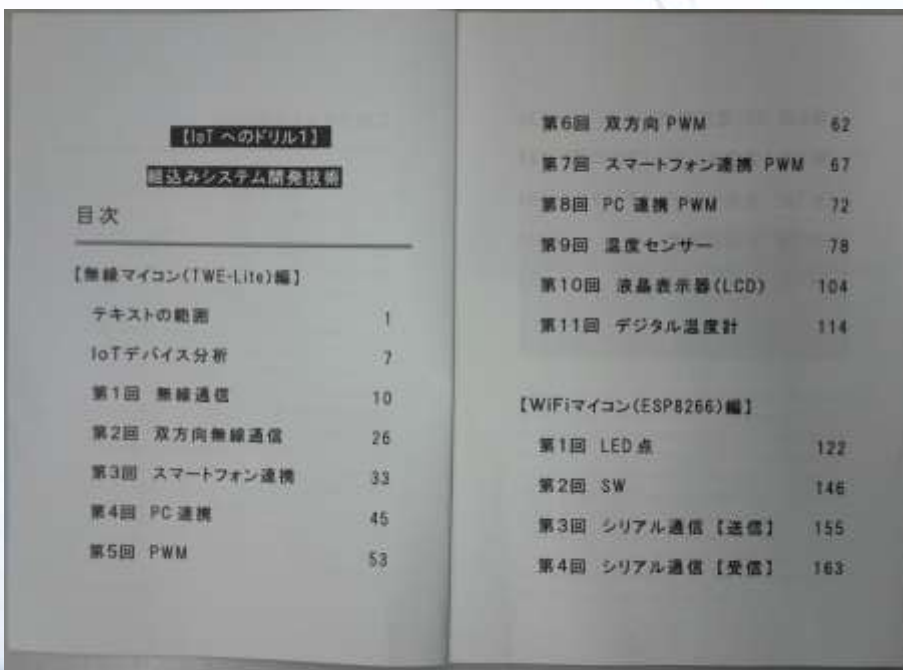 【IoTへのドリル1】
組込みシステム開発技術
目次
【無線マイコン(TWE-Lite)編】
テキストの範囲 1
IoTデバイス分析 7
第1回 無線通信 10
第2回 双方向無線通信 26
第3回 スマートフォン連携 33
第4回 PC連携 45
第5回 PWM 53
第6回 双方向PWM 62
第7回 スマートフォン連携 PWM 67
第8回 PC連携 PWM 72
第9回 温度センサー 78
第10回 液晶表示器(LCD) 104
第11回 デジタル温度計 114
【WiFiマイコン(ESP8266)編】
第1回 LED点 122
第2回 SW 146
第3回 シリアル通信【送信】 155
第4回 シリアル通信【受信】 163